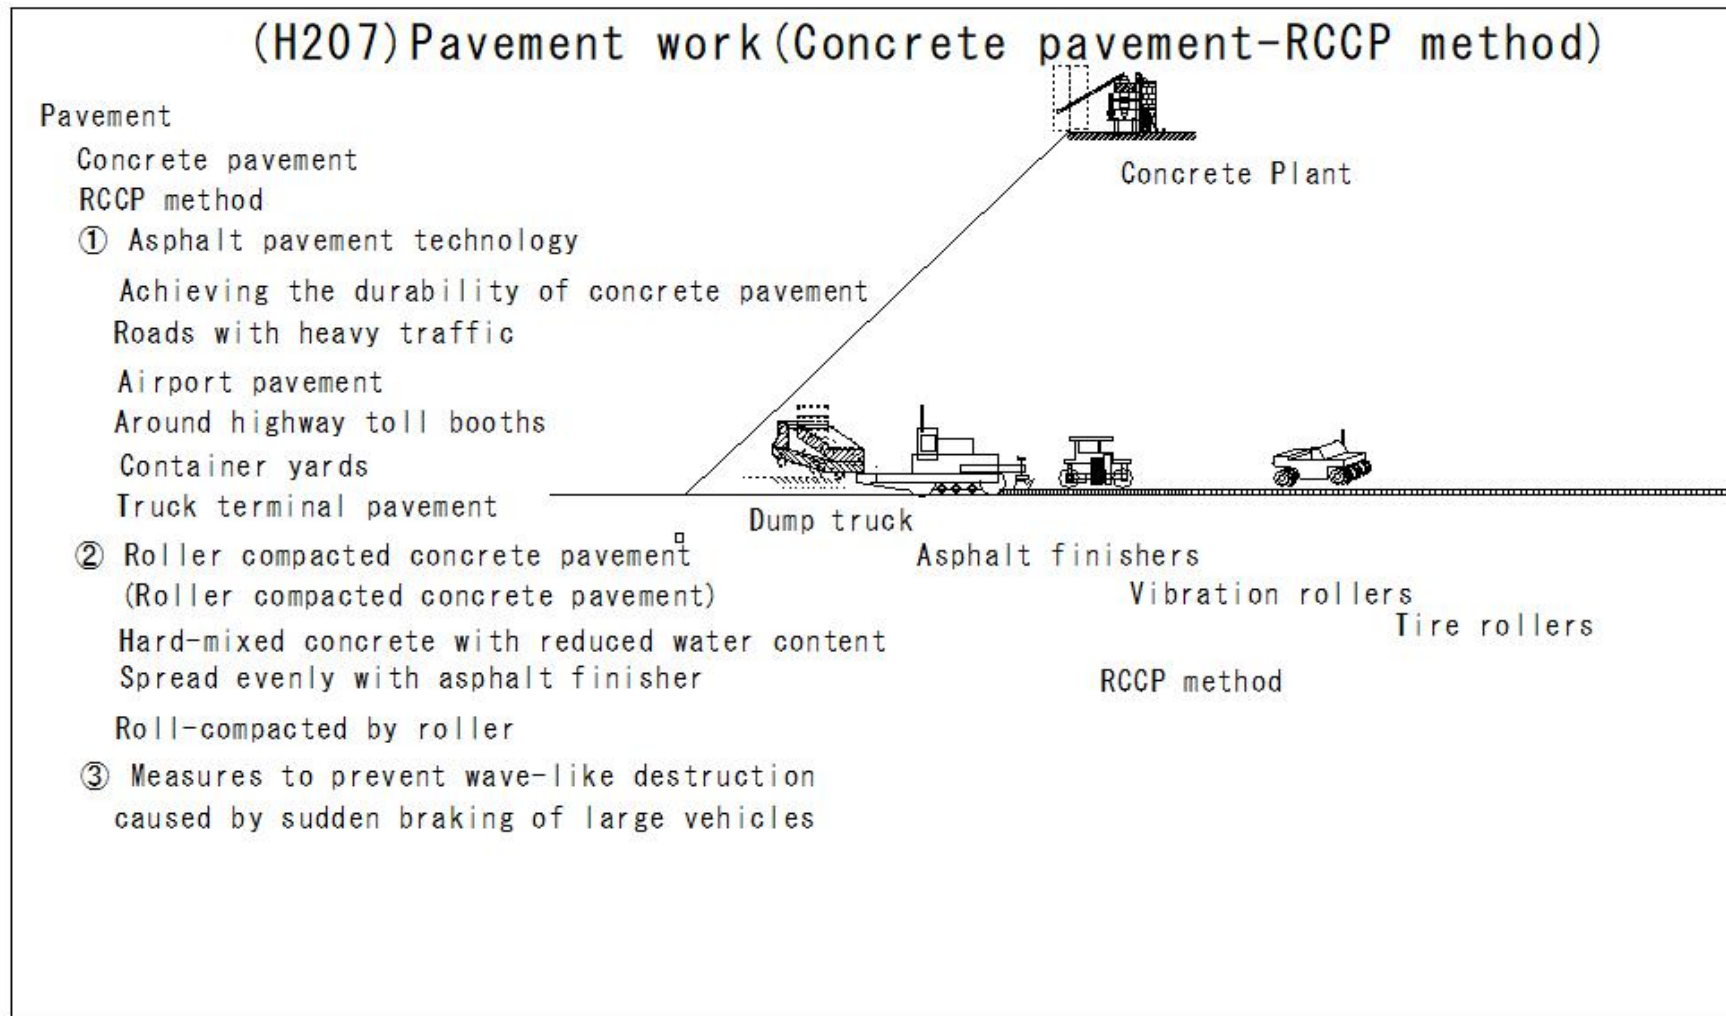 (H207)Pavement work(Concrete pavement-RCCP method)
Pavement
Concrete pavement
RCCP method
① Asphalt pavement technology
Achieving the durability of concrete pavement
Roads with heavy traffic
Airport pavement
Around highway toll booths
Container yards
Truck terminal pavement
② Roller compacted concrete pavement
(Roller compacted concrete pavement)
Hard-mixed concrete with reduced water content
Spread evenly with asphalt finisher
Roll-compacted by roller
③ Measures to prevent wave-like destruction
caused by sudden braking of large vehicles
Concrete Plant
Dump truck
Asphalt finishers
Vibration rollers
Tire rollers
RCCP method